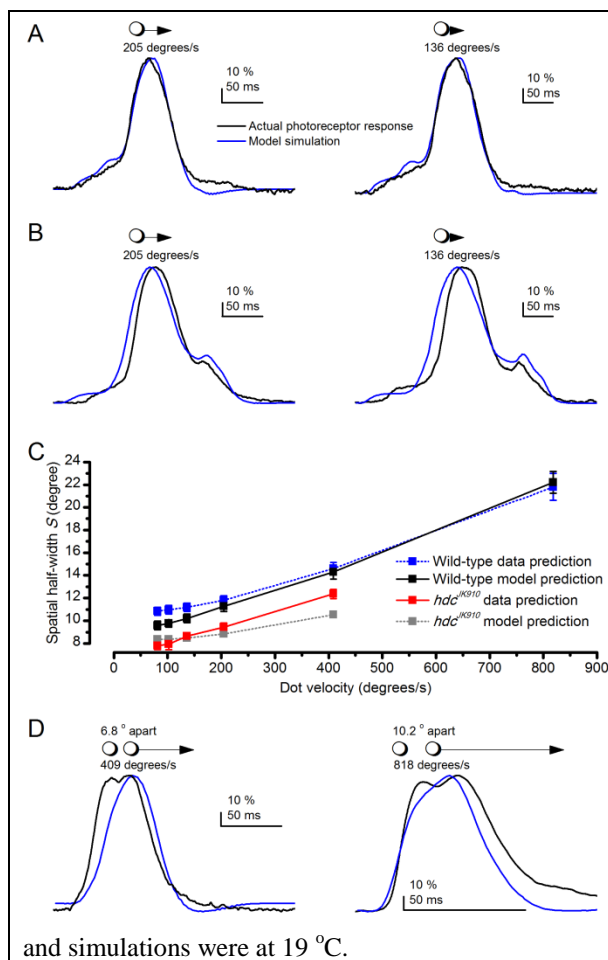 A
205 degrees/s
136 degrees/s
10 %
50 ms
10 %
50 ms
Actual photoreceptor response
Model simulation
B
205 degrees/s
136 degrees/s
10 %
50 ms
10 %
50 ms
C
Spatial half-width S (degree)
24
22
20
18
16
14
12
10
8
Wild-type data prediction
Wild-type model prediction
hdc^JK910 data prediction
hdc^JK910 model prediction
0 100 200 300 400 500 600 700 800 900
Dot velocity (degrees/s)
D
6.8 ° apart
409 degrees/s
10 %
50 ms
10.2 ° apart
818 degrees/s
10 %
50 ms
and simulations were at 19 °C.